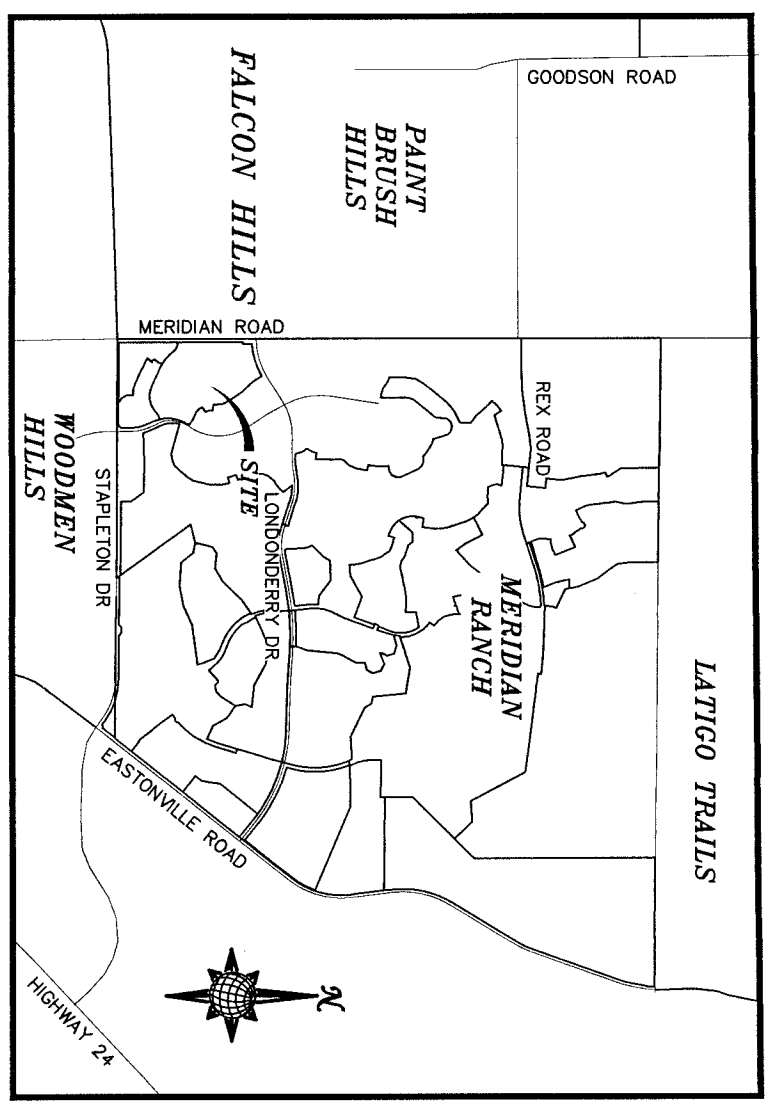 GOODSON ROAD
FALCON HILLS
PAINT
BRUSH
HILLS
MERIDIAN ROAD
REX ROAD
WOODMEN
HILLS
STAPLETON DR
SITE
LONDONDERRY DR
MERIDIAN
RANCH
LATIGO TRAILS
EASTONVILLE ROAD
HIGHWAY 24
N